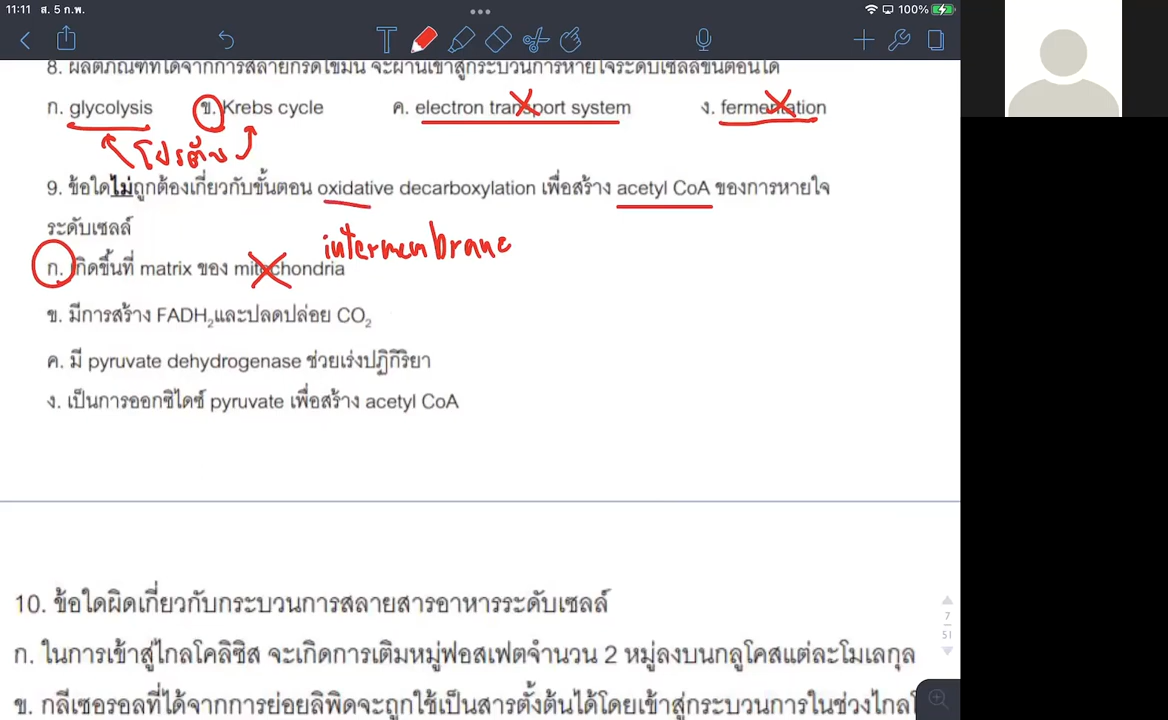 11:11 ส. 5 ก.พ. 100%
8. ผลิตภัณฑ์ที่ได้จากการสลายกรดไขมัน จะผ่านเข้าสู่กระบวนการหายใจระดับเซลล์ขั้นตอนใด
ก. glycolysis ข. Krebs cycle ค. electron transport system ง. fermentation
โปรตีน
9. ข้อใดไม่ถูกต้องเกี่ยวกับขั้นตอน oxidative decarboxylation เพื่อสร้าง acetyl CoA ของการหายใจ
ระดับเซลล์
intermembrane
ก. เกิดขึ้นที่ matrix ของ mitochondria
ข. มีการสร้าง FADH₂และปลดปล่อย CO₂
ค. มี pyruvate dehydrogenase ช่วยเร่งปฏิกิริยา
ง. เป็นการออกซิไดซ์ pyruvate เพื่อสร้าง acetyl CoA
10. ข้อใดผิดเกี่ยวกับกระบวนการสลายสารอาหารระดับเซลล์
7
51
ก. ในการเข้าสู่ไกลโคลิซิส จะเกิดการเติมหมู่ฟอสเฟตจำนวน 2 หมู่ลงบนกลูโคสแต่ละโมเลกุล
ข. กลีเซอรอลที่ได้จากการย่อยลิพิดจะถูกใช้เป็นสารตั้งต้นได้โดยเข้าสู่กระบวนการในช่วงไกล